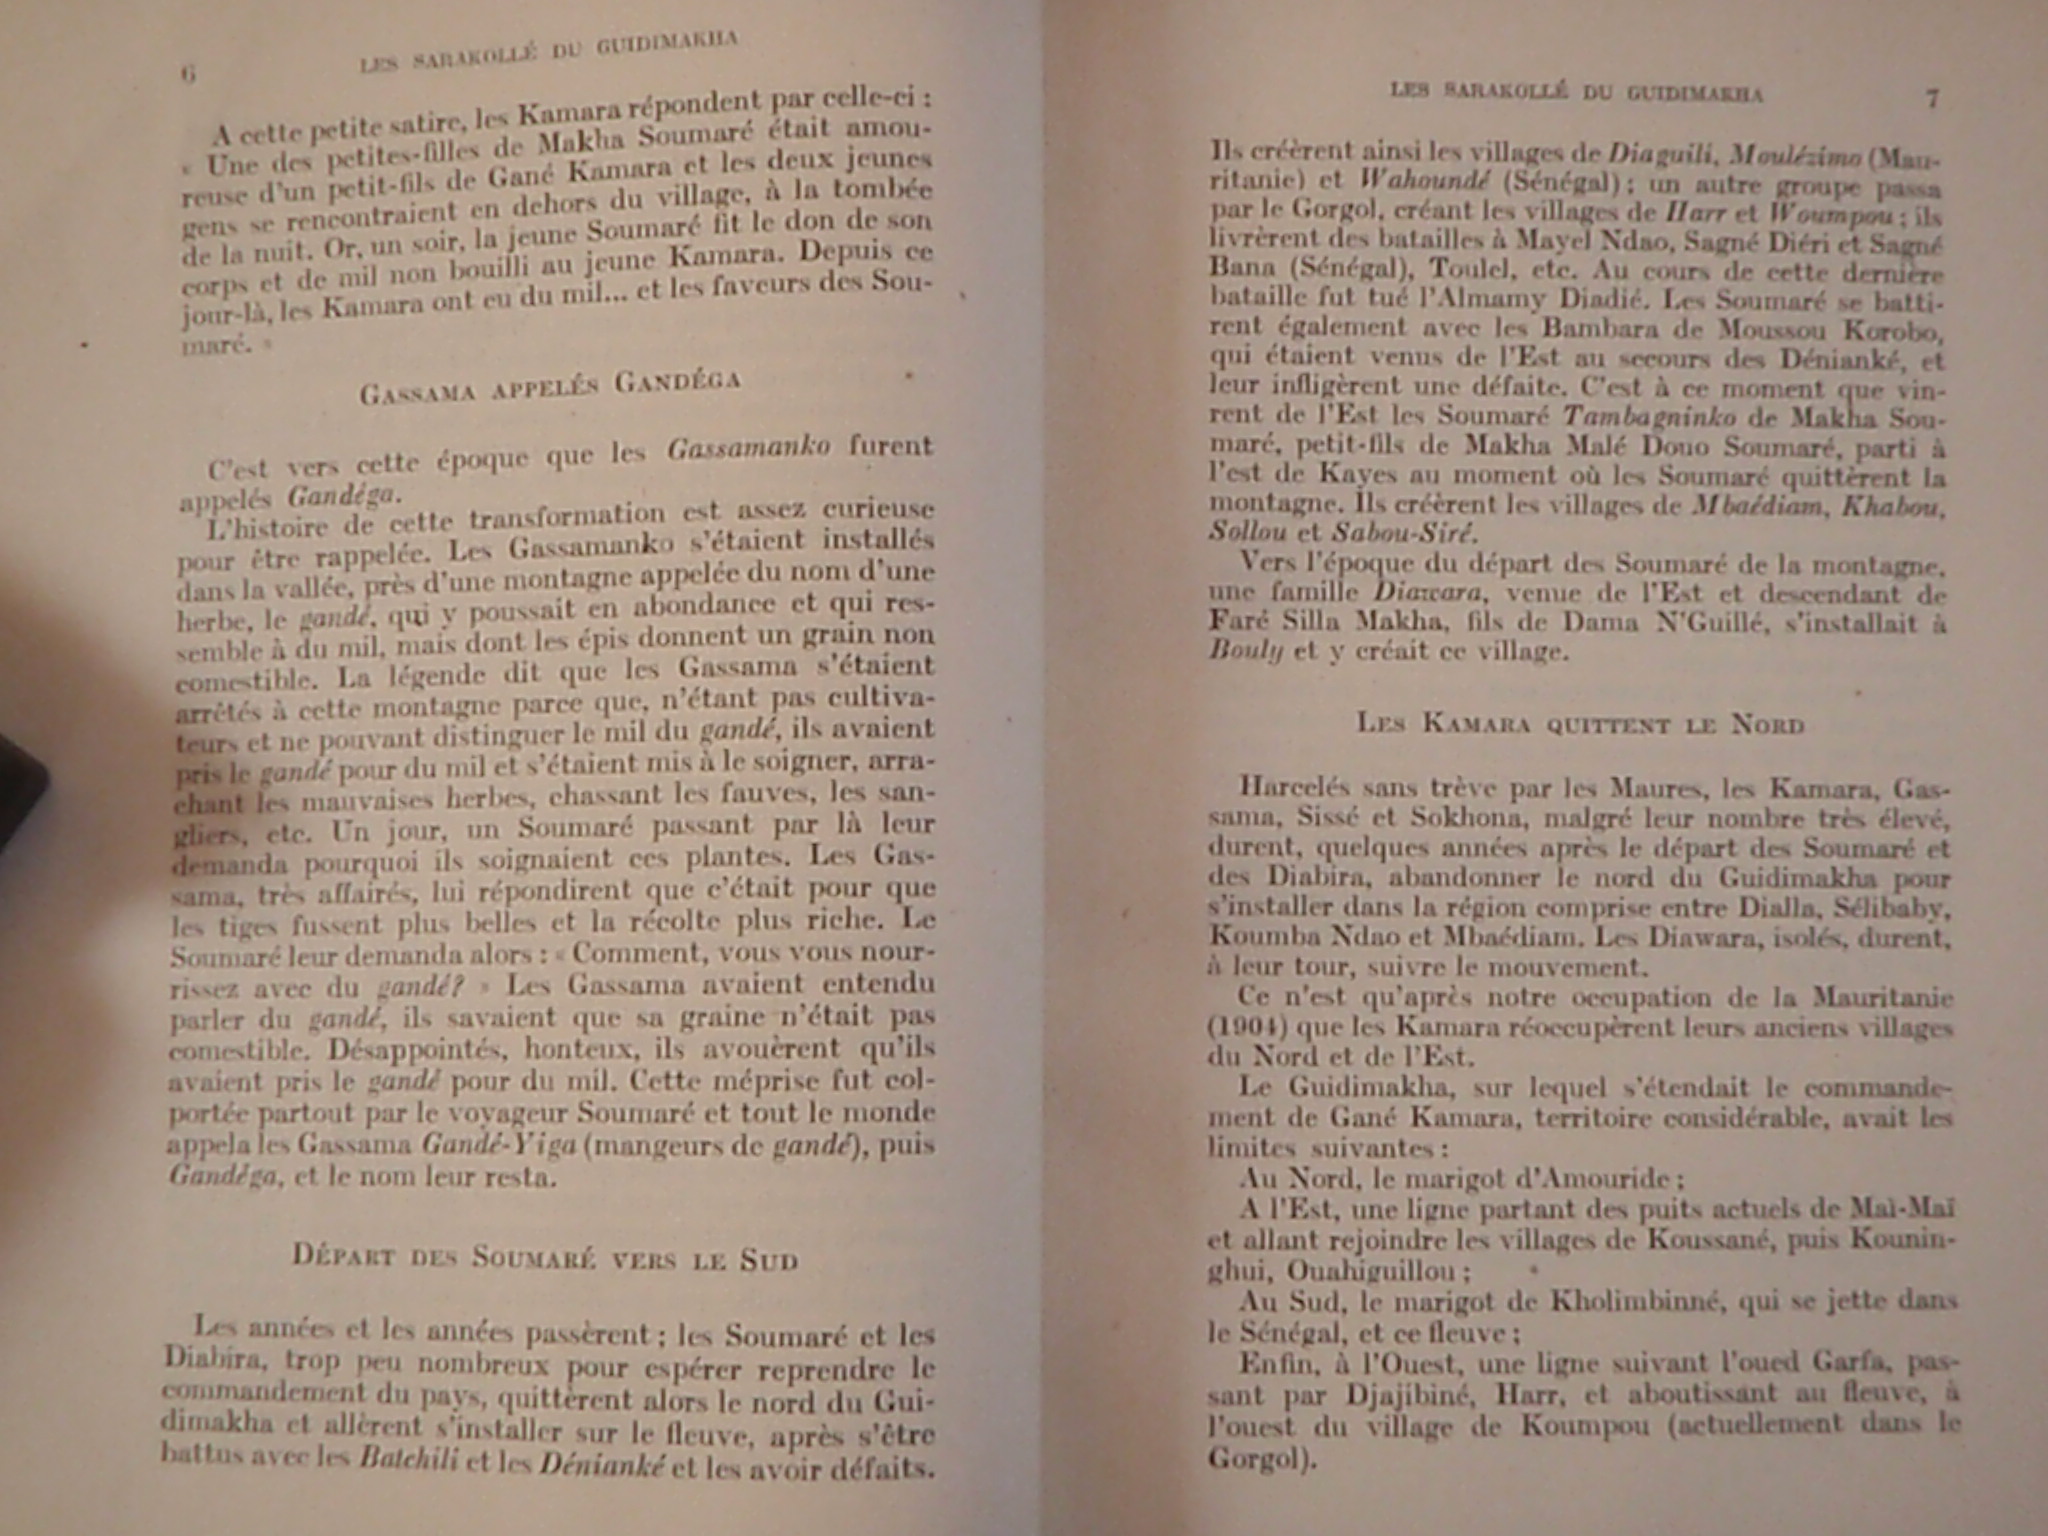 6
LES SARAKOLLÉ DU GUIDIMAKHA
A cette petite satire, les Kamara répondent par celle-ci :
« Une des petites-filles de Makha Soumaré était amou-
reuse d'un petit-fils de Gané Kamara et les deux jeunes
gens se rencontraient en dehors du village, à la tombée
de la nuit. Or, un soir, la jeune Soumaré fit le don de son
corps et de mil non bouilli au jeune Kamara. Depuis ce
jour-là, les Kamara ont eu du mil... et les faveurs des Sou-
maré. »
GASSAMA APPELÉS GANDÉGA
C'est vers cette époque que les Gassamanko furent
appelés Gandéga.
L'histoire de cette transformation est assez curieuse
pour être rappelée. Les Gassamanko s'étaient installés
dans la vallée, près d'une montagne appelée du nom d'une
herbe, le gandé, qui y poussait en abondance et qui res-
semble à du mil, mais dont les épis donnent un grain non
comestible. La légende dit que les Gassama s'étaient
arrêtés à cette montagne parce que, n'étant pas cultiva-
teurs et ne pouvant distinguer le mil du gandé, ils avaient
pris le gandé pour du mil et s'étaient mis à le soigner, arra-
chant les mauvaises herbes, chassant les fauves, les san-
gliers, etc. Un jour, un Soumaré passant par là leur
demanda pourquoi ils soignaient ces plantes. Les Gas-
sama, très affairés, lui répondirent que c'était pour que
les tiges fussent plus belles et la récolte plus riche. Le
Soumaré leur demanda alors : « Comment, vous vous nour-
rissez avec du gandé? » Les Gassama avaient entendu
parler du gandé, ils savaient que sa graine n'était pas
comestible. Désappointés, honteux, ils avouèrent qu'ils
avaient pris le gandé pour du mil. Cette méprise fut col-
portée partout par le voyageur Soumaré et tout le monde
appela les Gassama Gandé-Yiga (mangeurs de gandé), puis
Gandéga, et le nom leur resta.
DÉPART DES SOUMARÉ VERS LE SUD
Les années et les années passèrent ; les Soumaré et les
Diabira, trop peu nombreux pour espérer reprendre le
commandement du pays, quittèrent alors le nord du Gui-
dimakha et allèrent s'installer sur le fleuve, après s'être
battus avec les Batchili et les Dénianké et les avoir défaits.
LES SARAKOLLÉ DU GUIDIMAKHA
7
Ils créèrent ainsi les villages de Diaguili, Moulézimo (Mau-
ritanie) et Wahoundé (Sénégal) ; un autre groupe passa
par le Gorgol, créant les villages de Harr et Woumpou ; ils
livrèrent des batailles à Mayel Ndao, Sagné Diéri et Sagné
Bana (Sénégal), Toulel, etc. Au cours de cette dernière
bataille fut tué l'Almamy Diadié. Les Soumaré se batti-
rent également avec les Bambara de Moussou Korobo,
qui étaient venus de l'Est au secours des Dénianké, et
leur infligèrent une défaite. C'est à ce moment que vin-
rent de l'Est les Soumaré Tambagninko de Makha Sou-
maré, petit-fils de Makha Malé Douo Soumaré, parti à
l'est de Kayes au moment où les Soumaré quittèrent la
montagne. Ils créèrent les villages de Mbaédiam, Khabou,
Sollou et Sabou-Siré.
Vers l'époque du départ des Soumaré de la montagne,
une famille Diawara, venue de l'Est et descendant de
Faré Silla Makha, fils de Dama N'Guillé, s'installait à
Bouly et y créait ce village.
LES KAMARA QUITTENT LE NORD
Harcelés sans trève par les Maures, les Kamara, Gas-
sama, Sissé et Sokhona, malgré leur nombre très élevé,
durent, quelques années après le départ des Soumaré et
des Diabira, abandonner le nord du Guidimakha pour
s'installer dans la région comprise entre Dialla, Sélibaby,
Koumba Ndao et Mbaédiam. Les Diawara, isolés, durent,
à leur tour, suivre le mouvement.
Ce n'est qu'après notre occupation de la Mauritanie
(1904) que les Kamara réoccupèrent leurs anciens villages
du Nord et de l'Est.
Le Guidimakha, sur lequel s'étendait le commande-
ment de Gané Kamara, territoire considérable, avait les
limites suivantes :
Au Nord, le marigot d'Amouride ;
A l'Est, une ligne partant des puits actuels de Maï-Maï
et allant rejoindre les villages de Koussané, puis Kounin-
ghui, Ouahiguillou ;
Au Sud, le marigot de Kholimbinné, qui se jette dans
le Sénégal, et ce fleuve ;
Enfin, à l'Ouest, une ligne suivant l'oued Garfa, pas-
sant par Djajibiné, Harr, et aboutissant au fleuve, à
l'ouest du village de Koumpou (actuellement dans le
Gorgol).